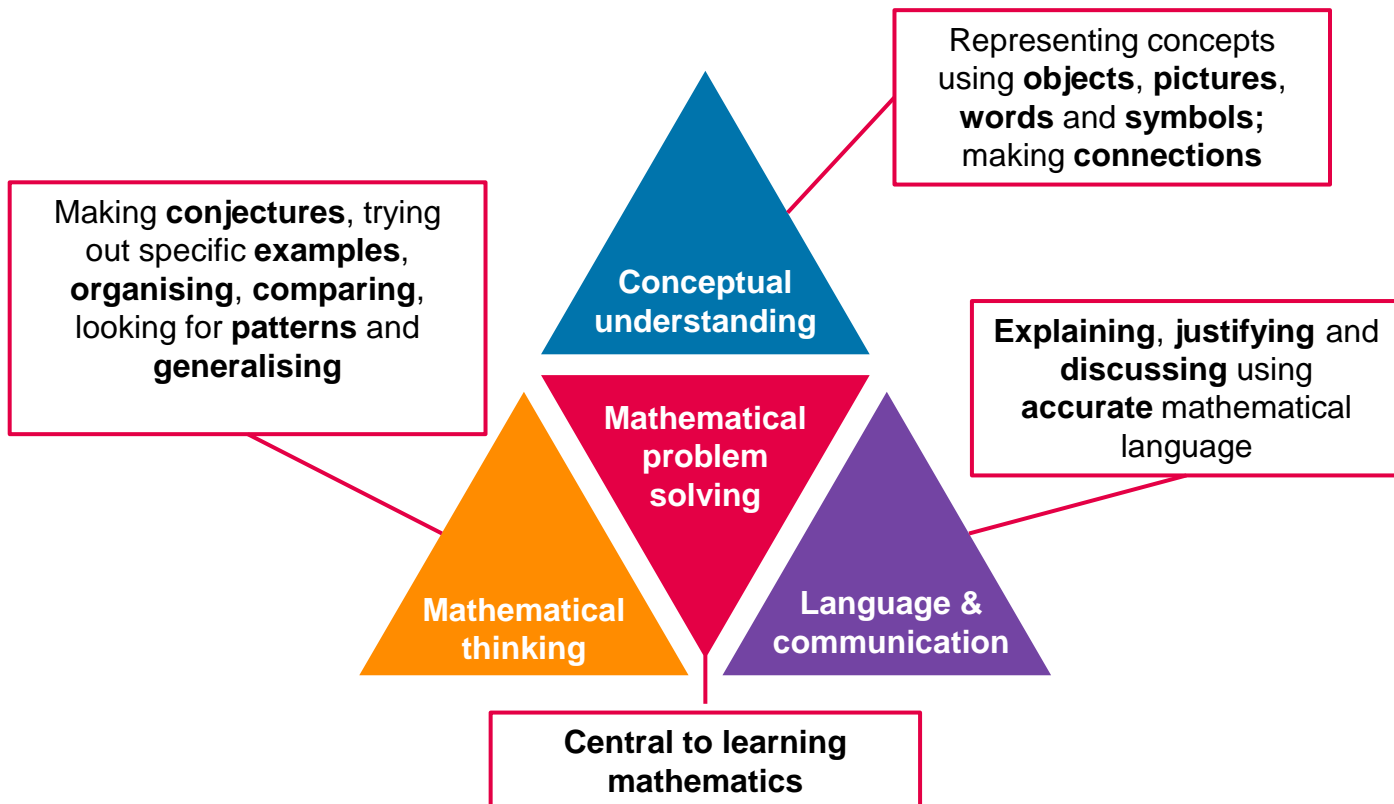 Representing concepts
using objects, pictures,
words and symbols;
making connections
Making conjectures, trying
out specific examples,
organising, comparing,
looking for patterns and
generalising
Conceptual
understanding
Explaining, justifying and
discussing using
accurate mathematical
language
Mathematical
problem
solving
Mathematical
thinking
Language &
communication
Central to learning
mathematics